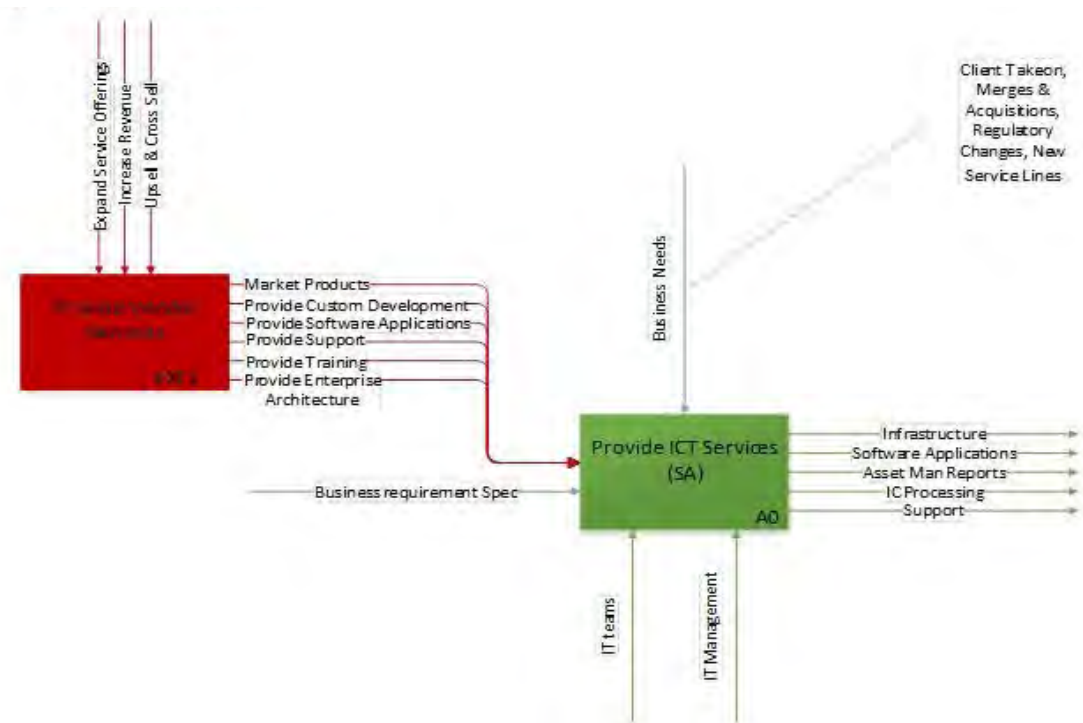 Expand Service Offerings
Increase Revenue
Upsell & Cross Sell
Client Takeon,
Merges &
Acquisitions,
Regulatory
Changes, New
Service Lines
Business Needs
Market Products
Provide Custom Development
Provide Software Applications
Provide Support
Provide Training
Provide Enterprise
Architecture
Provide ICT Services
(SA)
A0
Business requirement Spec
Infrastructure
Software Applications
Asset Man Reports
IC Processing
Support
IT teams
IT Management